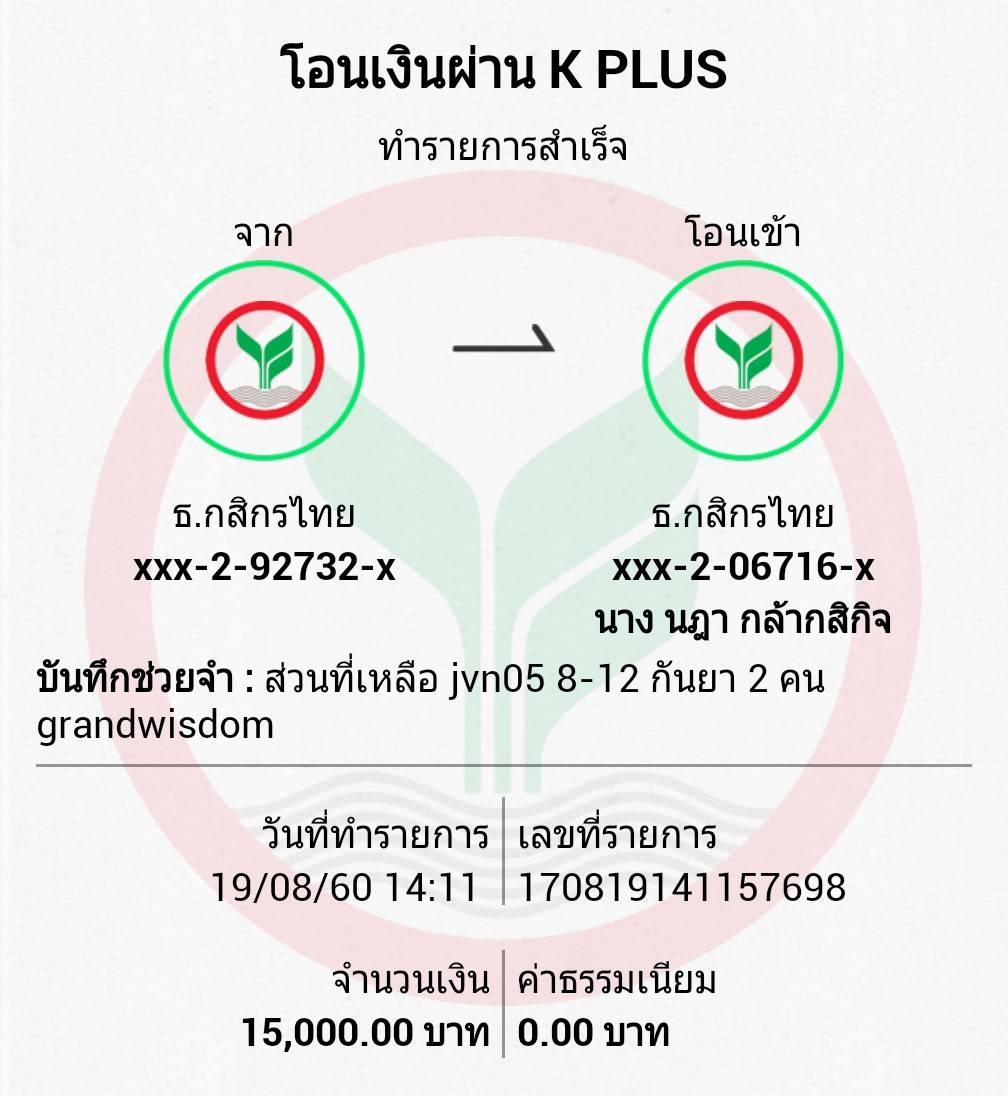 โอนเงินผ่าน K PLUS
ทำรายการสำเร็จ
จาก
โอนเข้า
ธ.กสิกรไทย
xxx-2-92732-x
ธ.กสิกรไทย
xxx-2-06716-x
นาง นฎา กล้ากสิกิจ
บันทึกช่วยจำ : ส่วนที่เหลือ jvn05 8-12 กันยา 2 คน
grandwisdom
วันที่ทำรายการ
19/08/60 14:11
เลขที่รายการ
170819141157698
จำนวนเงิน
15,000.00 บาท
ค่าธรรมเนียม
0.00 บาท